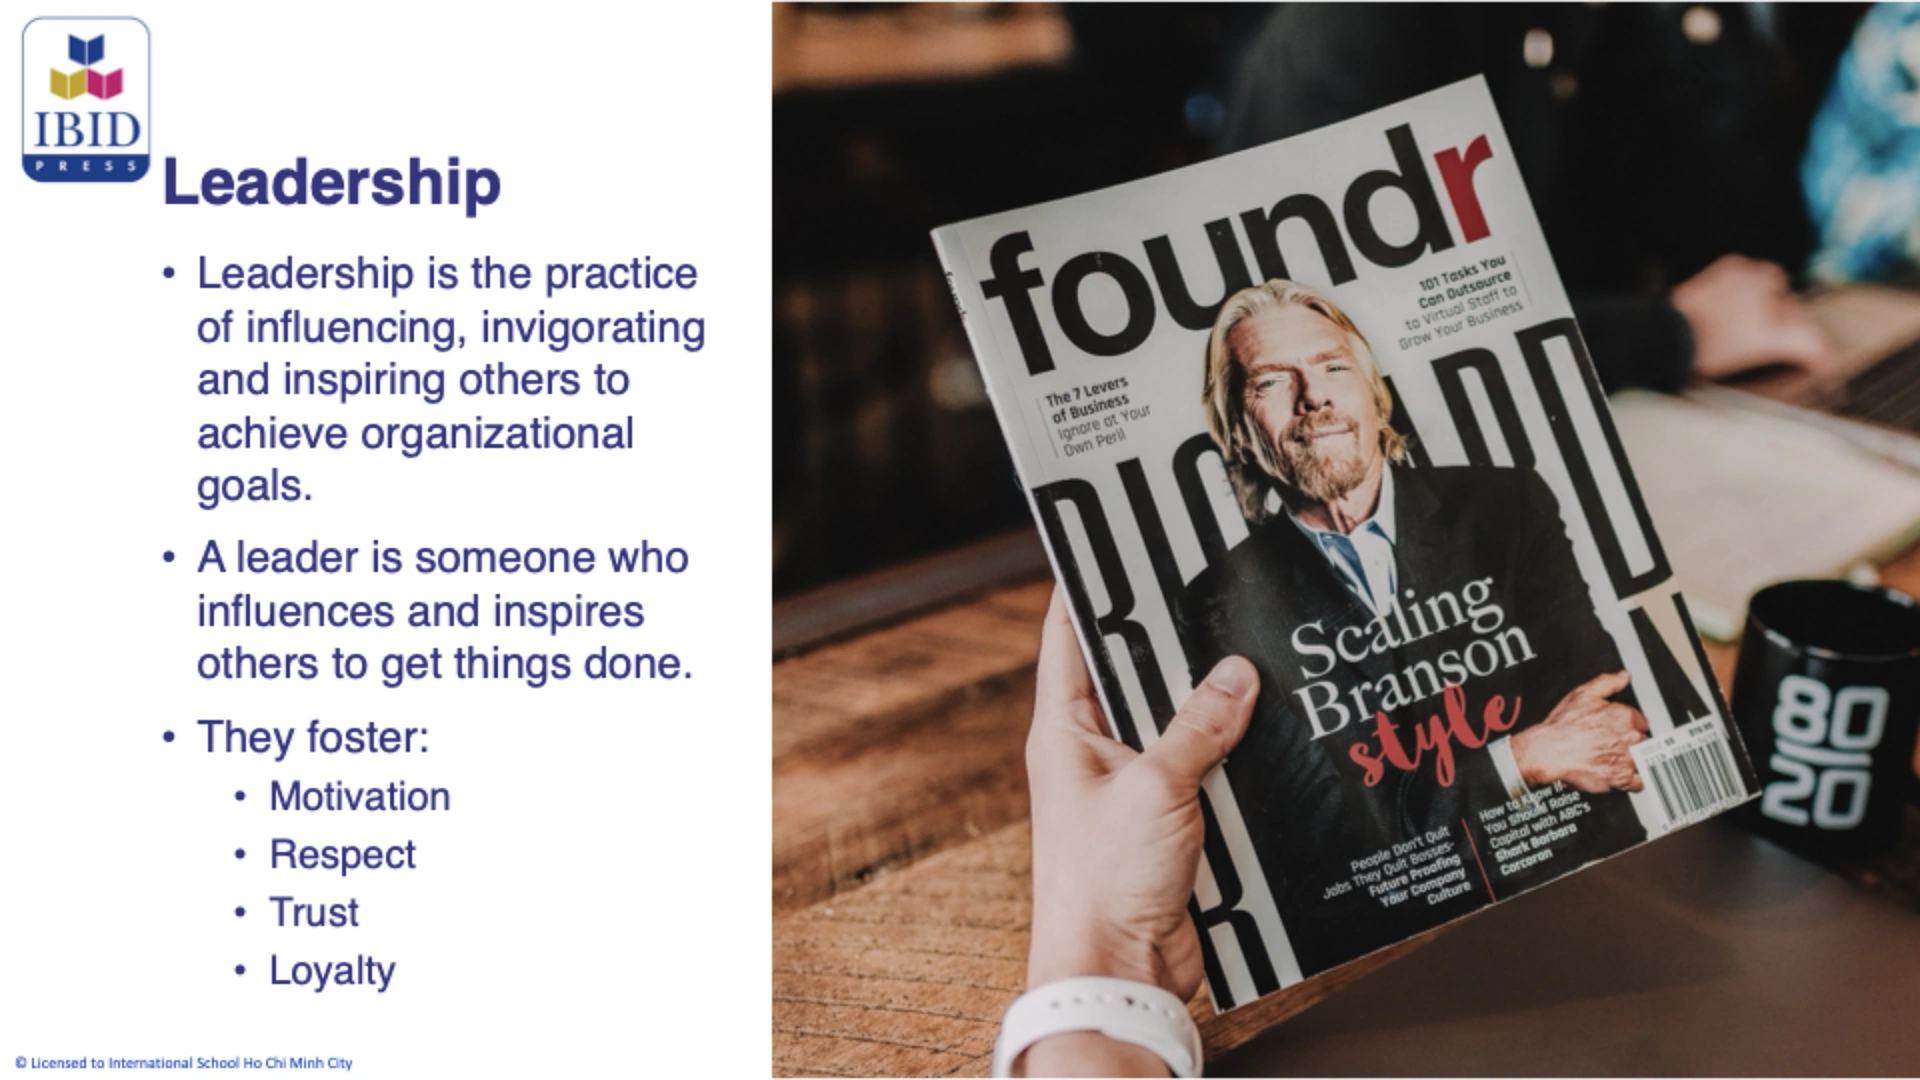 IBID
PRESS
Leadership
• Leadership is the practice
of influencing, invigorating
and inspiring others to
achieve organizational
goals.
• A leader is someone who
influences and inspires
others to get things done.
• They foster:
• Motivation
• Respect
• Trust
• Loyalty
© Licensed to International School Ho Chi Minh City
foundr
101 Tasks You
Can Outsource
to Virtual Staff to
Grow Your Business
The 7 Levers
of Business
Ignore at Your
Own Peril
RICHARD
Scaling
Branson
style
People Don't Quit
Jobs They Quit Bosses-
Future Proofing
Your Company
Culture
How to Know if
You Should Raise
Capital with ABC's
Shark Barbara
Corcoran
80
20